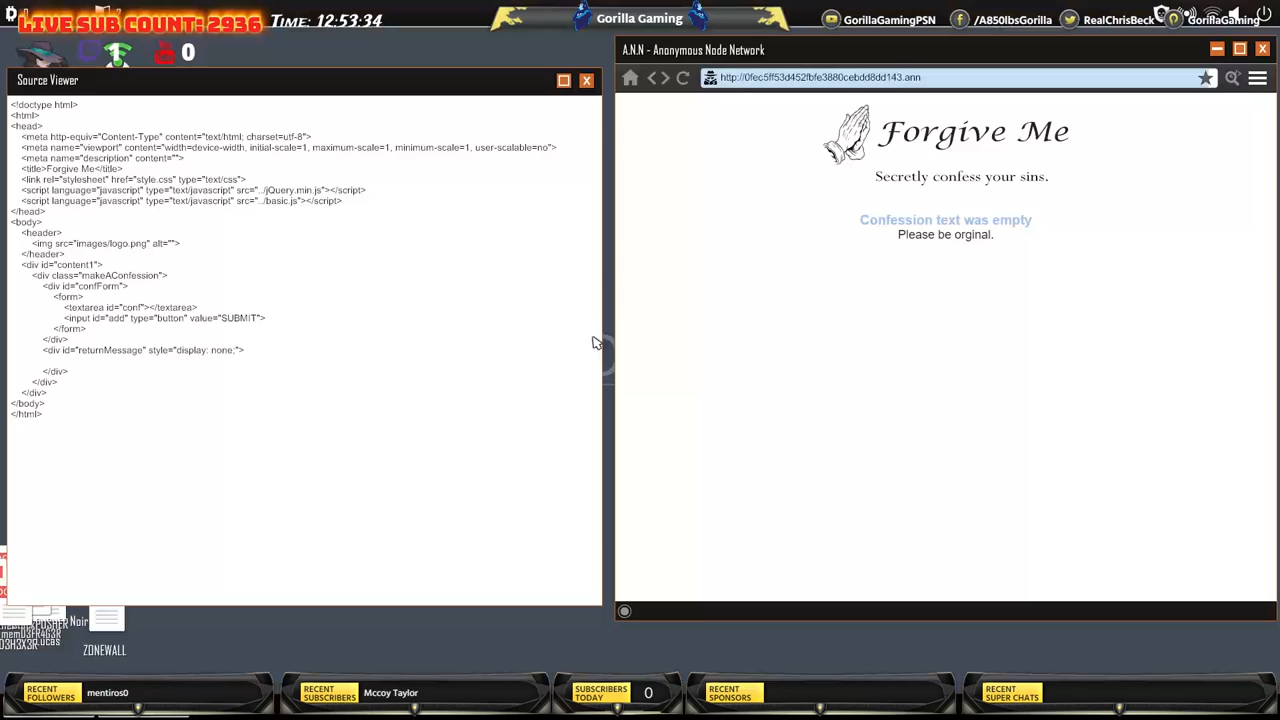 LIVE SUB COUNT: 2936
TIME: 12:53:34
Gorilla Gaming
GorillaGamingPSN
/A850lbsGorilla
RealChrisBeck
GorillaGaming
1
0
Source Viewer
<!doctype html>
<html>
<head>
<meta http-equiv="Content-Type" content="text/html; charset=utf-8">
<meta name="viewport" content="width=device-width, initial-scale=1, maximum-scale=1, minimum-scale=1, user-scalable=no">
<meta name="description" content="">
<title>Forgive Me</title>
<link rel="stylesheet" href="style.css" type="text/css">
<script language="javascript" type="text/javascript" src="../jQuery.min.js"></script>
<script language="javascript" type="text/javascript" src="../basic.js"></script>
</head>
<body>
<header>
<img src="images/logo.png" alt="">
</header>
<div id="content1">
<div class="makeAConfession">
<div id="confForm">
<form>
<textarea id="conf"></textarea>
<input id="add" type="button" value="SUBMIT">
</form>
</div>
<div id="returnMessage" style="display: none;">
</div>
</div>
</div>
</body>
</html>
A.N.N - Anonymous Node Network
http://0fec5ff53d452fbfe3880cebdd8dd143.ann
Forgive Me
Secretly confess your sins.
Confession text was empty
Please be orginal.
Noir
ZONEWALL
RECENT FOLLOWERS
mentiros0
RECENT SUBSCRIBERS
Mccoy Taylor
SUBSCRIBERS TODAY
0
RECENT SPONSORS
RECENT SUPER CHATS